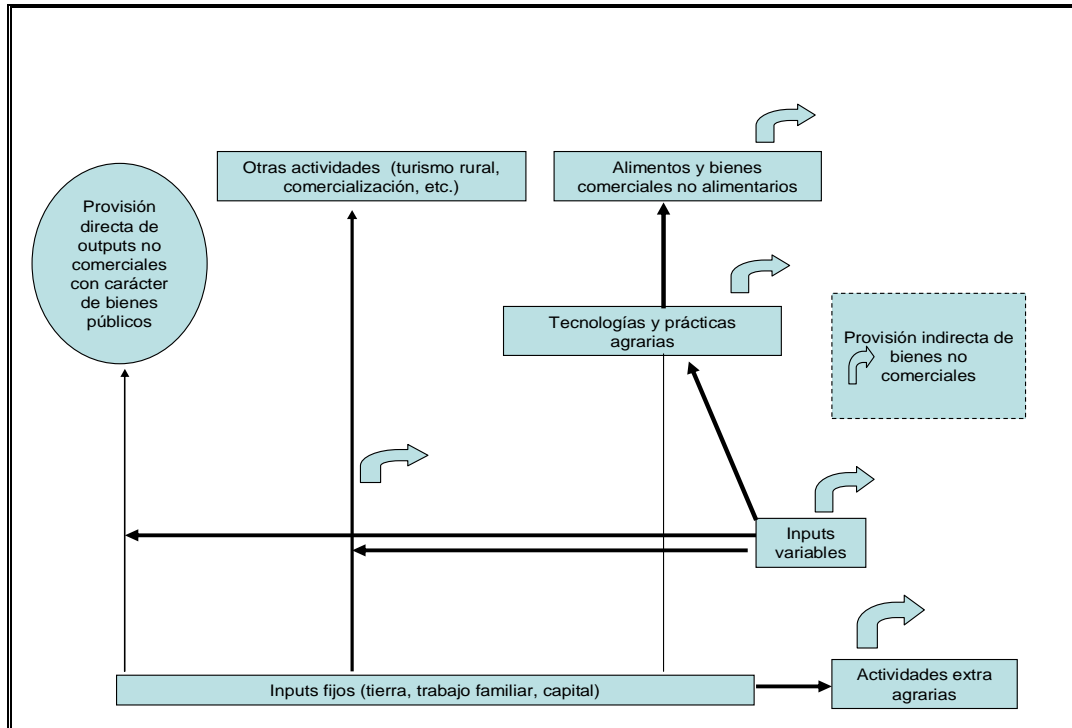 Otras actividades (turismo rural,
comercialización, etc.)
Alimentos y bienes
comerciales no alimentarios
Provisión
directa de
outputs no
comerciales
con carácter
de bienes
públicos
Tecnologías y prácticas
agrarias
Provisión indirecta de
bienes no
comerciales
Inputs
variables
Inputs fijos (tierra, trabajo familiar, capital)
Actividades extra
agrarias